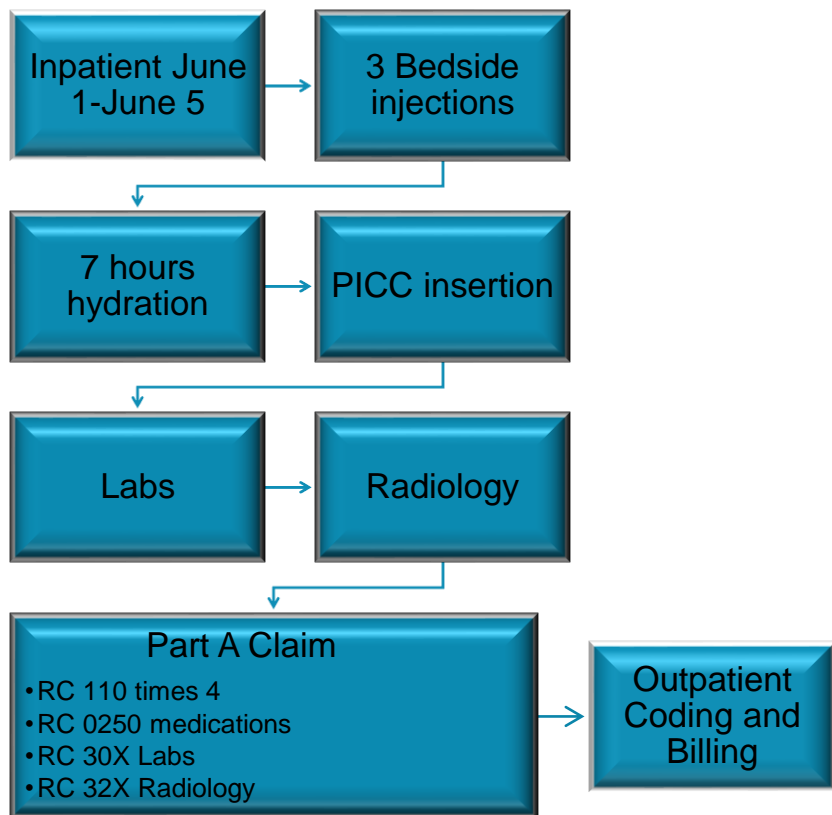 Inpatient June
1-June 5
3 Bedside
injections
7 hours
hydration
PICC insertion
Labs
Radiology
Part A Claim
•RC 110 times 4
•RC 0250 medications
•RC 30X Labs
•RC 32X Radiology
Outpatient
Coding and
Billing